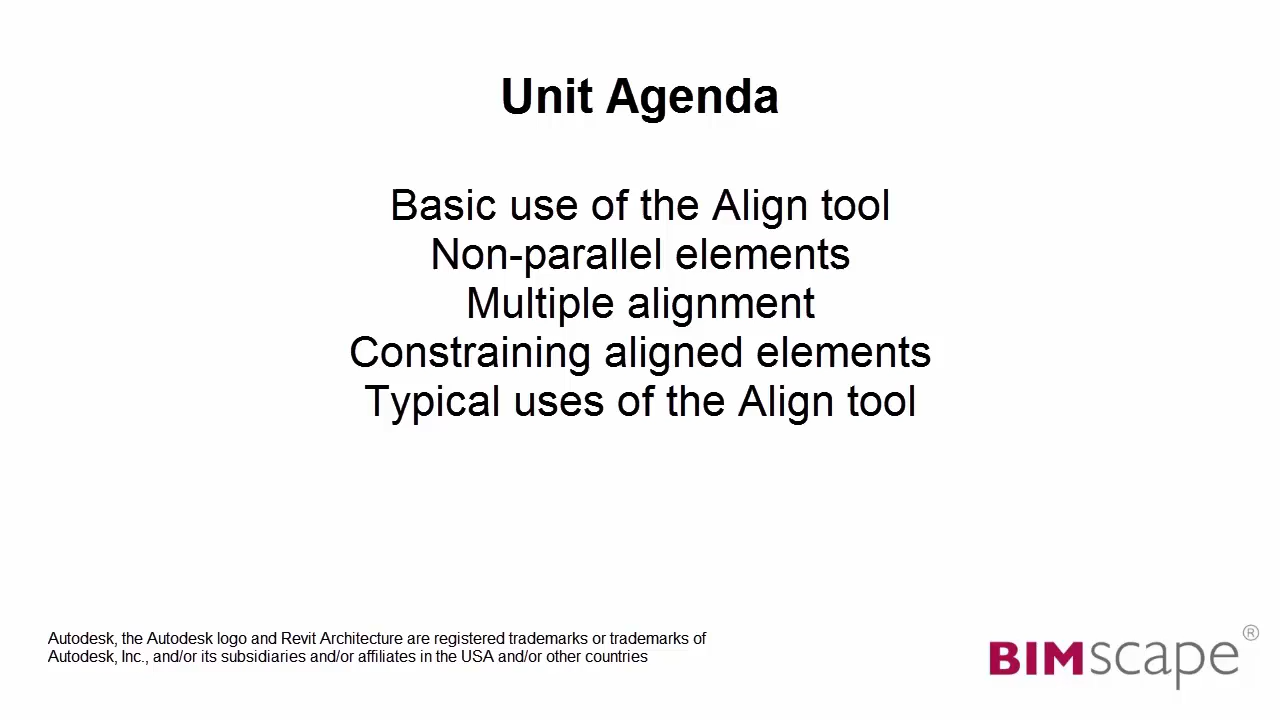 Unit Agenda
Basic use of the Align tool
Non-parallel elements
Multiple alignment
Constraining aligned elements
Typical uses of the Align tool
Autodesk, the Autodesk logo and Revit Architecture are registered trademarks or trademarks of
Autodesk, Inc., and/or its subsidiaries and/or affiliates in the USA and/or other countries
BIMscape®